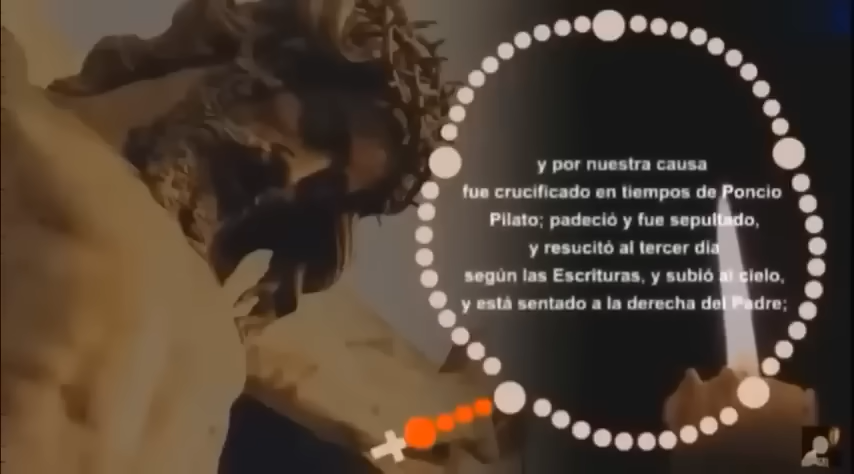 y por nuestra causa
fue crucificado en tiempos de Poncio
Pilato; padeció y fue sepultado,
y resucitó al tercer día
según las Escrituras, y subió al cielo,
y está sentado a la derecha del Padre;